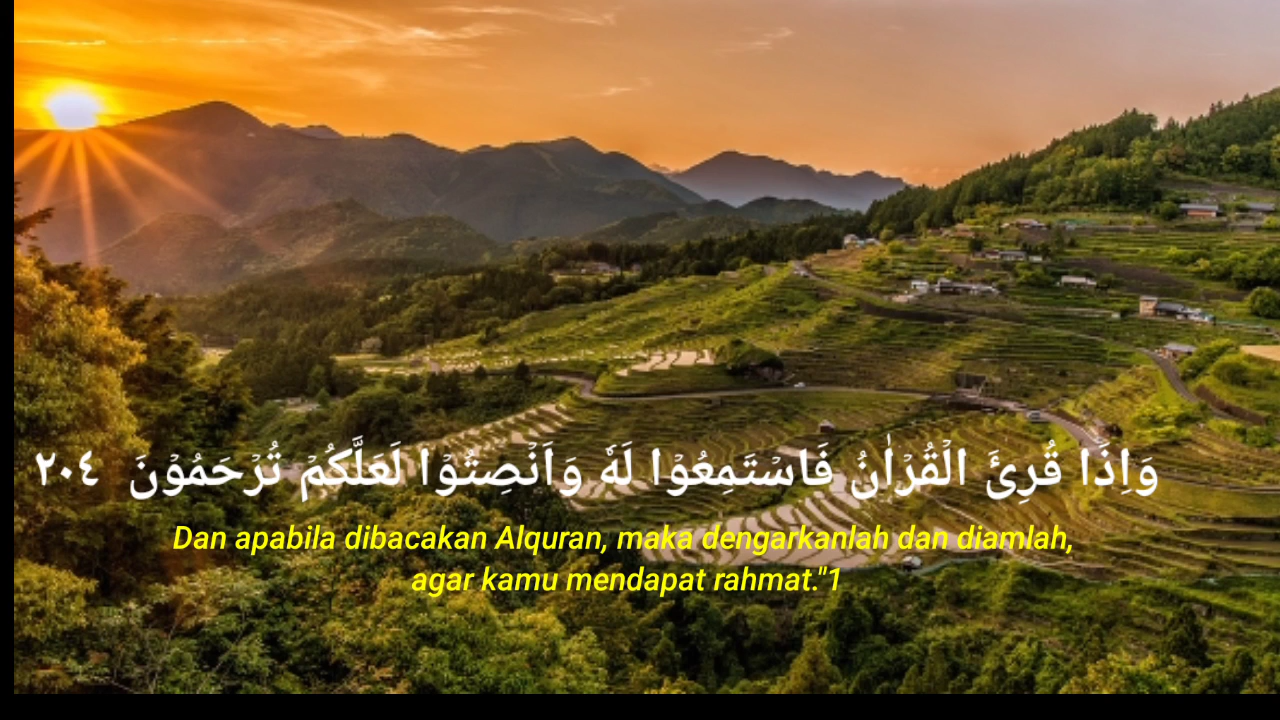 وَاِذَا قُرِئَ الْقُرْاٰنُ فَاسْتَمِعُوْا لَهٗ وَاَنْصِتُوْا لَعَلَّكُمْ تُرْحَمُوْنَ ٢٠٤
Dan apabila dibacakan Alquran, maka dengarkanlah dan diamlah,
agar kamu mendapat rahmat."1